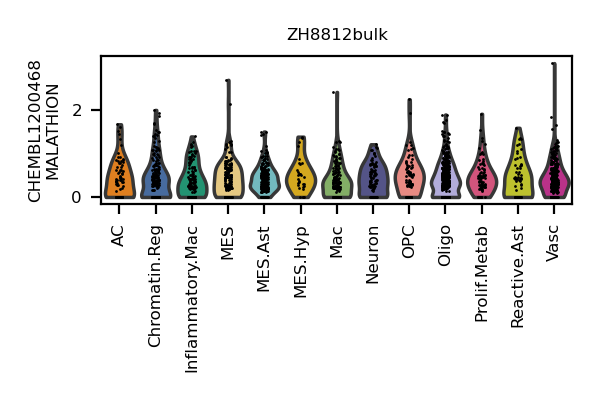 ZH8812bulk
CHEMBL1200468
MALATHION
2
0
AC
Chromatin.Reg
Inflammatory.Mac
MES
MES.Ast
MES.Hyp
Mac
Neuron
OPC
Oligo
Prolif.Metab
Reactive.Ast
Vasc